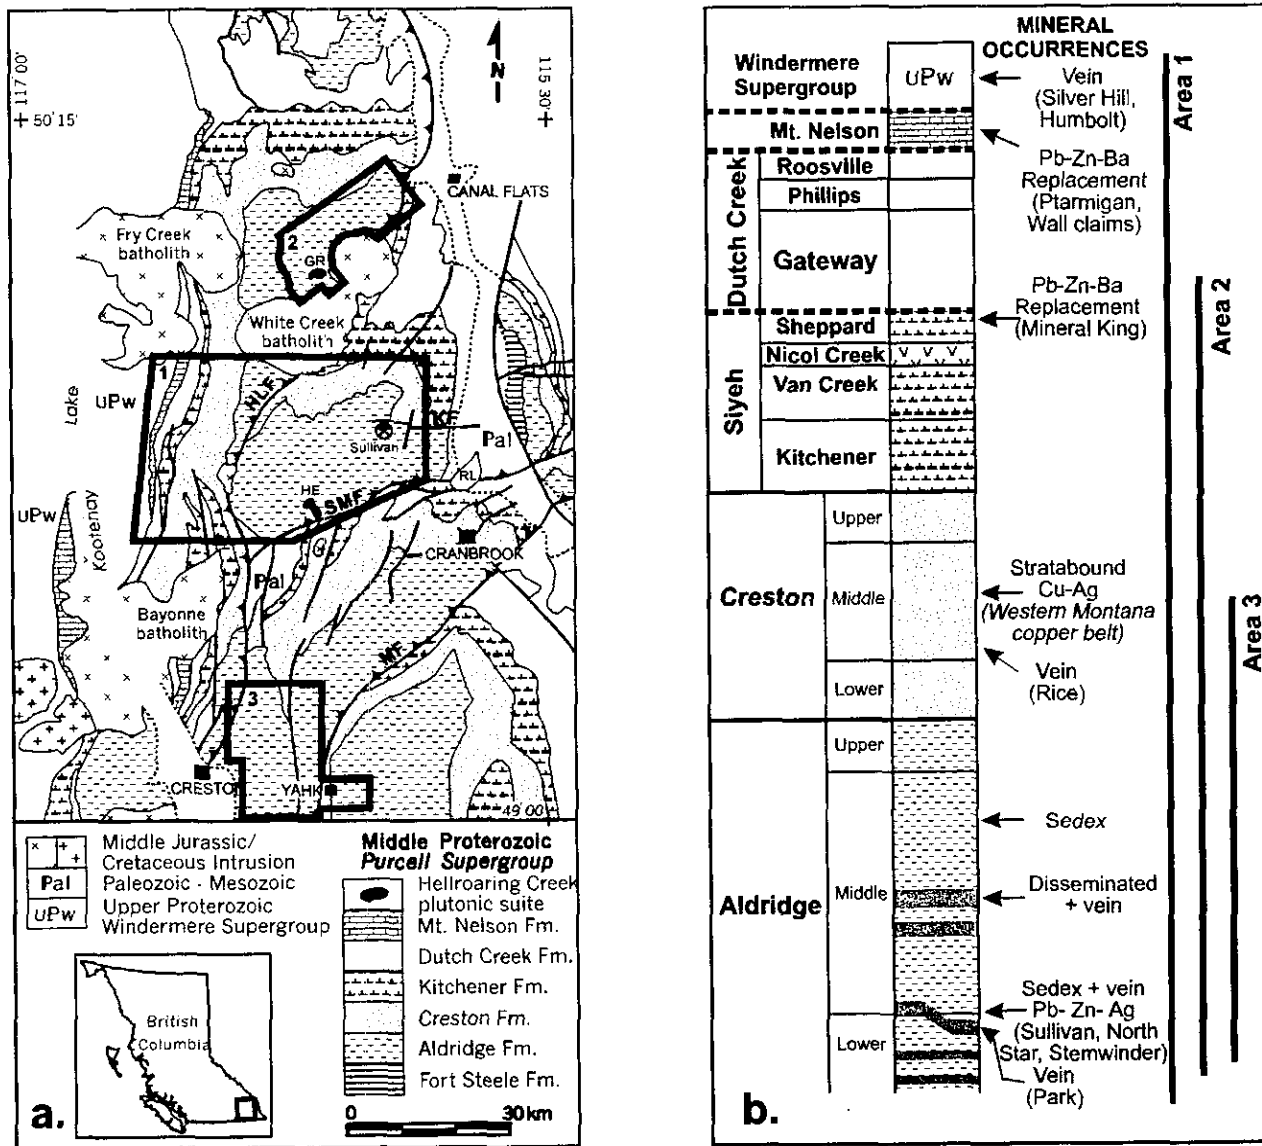 117 00'
50 15'
N
115 30'
CANAL FLATS
Fry Creek
batholith
2
GR
White Creek
batholith
1
Lake
uPw
HLF
KF
Sullivan
Pal
RL
HE
SMF
uPw
Kootenay
CRANBROOK
Pal
Bayonne
batholith
MF
3
CRESTON
YAHK
49 00
Middle Jurassic/
Cretaceous Intrusion
Pal Paleozoic - Mesozoic
uPw Upper Proterozoic
Windermere Supergroup
British
Columbia
a.
Middle Proterozoic
Purcell Supergroup
Hellroaring Creek
plutonic suite
Mt. Nelson Fm.
Dutch Creek Fm.
Kitchener Fm.
Creston Fm.
Aldridge Fm.
Fort Steele Fm.
0 30km
MINERAL
OCCURRENCES
Windermere
Supergroup
uPw
Vein
(Silver Hill,
Humbolt)
Mt. Nelson
Pb-Zn-Ba
Replacement
(Ptarmigan,
Wall claims)
Dutch Creek
Roosville
Phillips
Gateway
Pb-Zn-Ba
Replacement
(Mineral King)
Siyeh
Sheppard
Nicol Creek
Van Creek
Kitchener
Creston
Upper
Middle
Lower
Stratabound
Cu-Ag
(Western Montana
copper belt)
Vein
(Rice)
Aldridge
Upper
Middle
Lower
Sedex
Disseminated
+ vein
Sedex + vein
Pb- Zn- Ag
(Sullivan, North
Star, Stemwinder)
Vein
(Park)
Area 1
Area 2
Area 3
b.